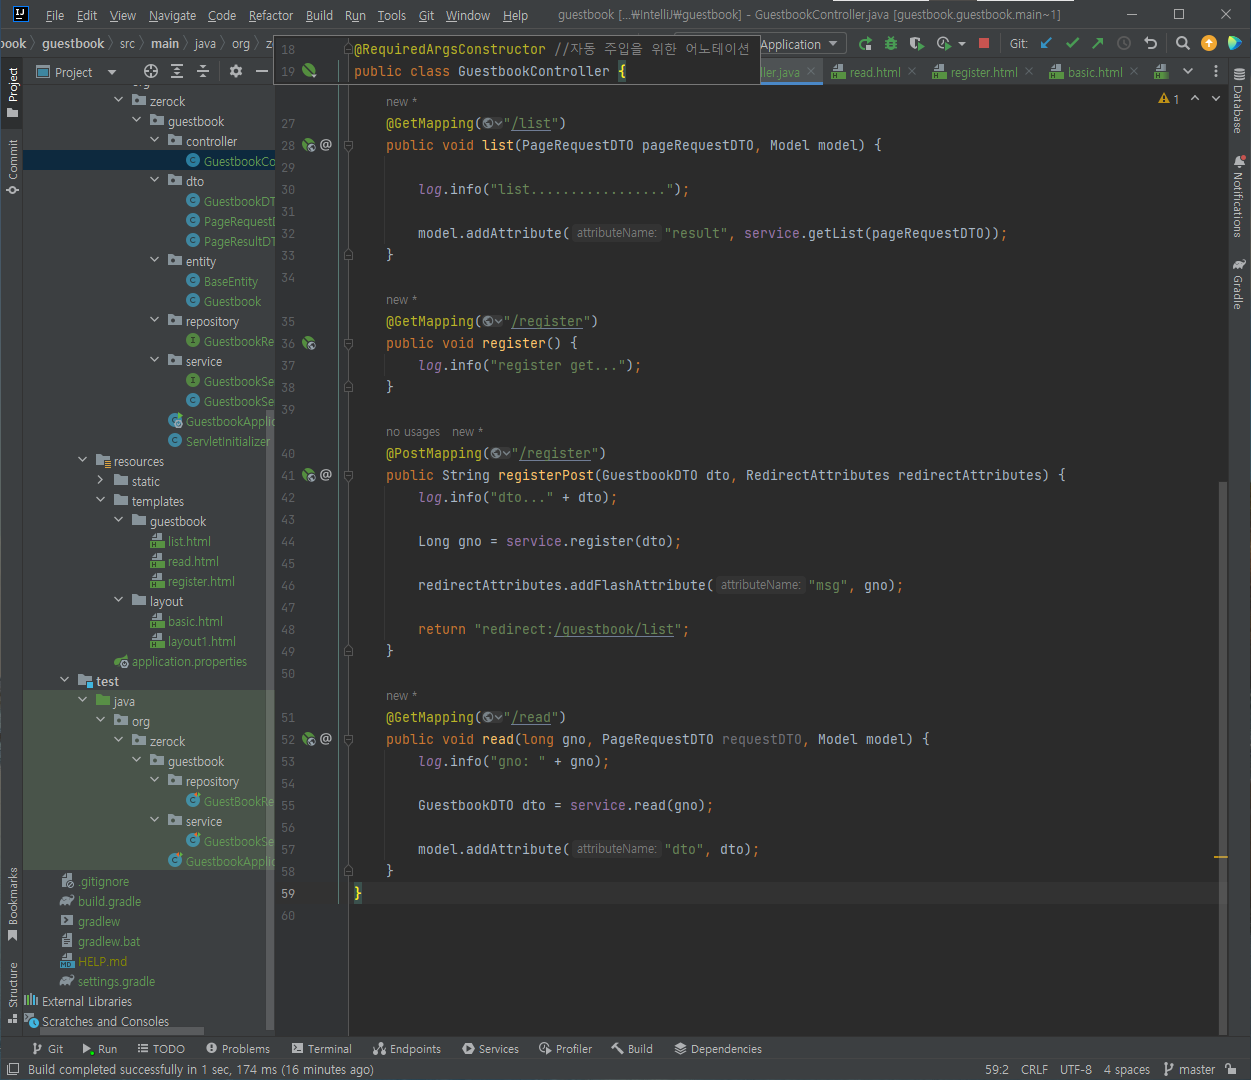 File Edit View Navigate Code Refactor Build Run Tools Git Window Help guestbook [...₩IntelliJ₩guestbook] - GuestbookController.java [guestbook.guestbook.main~1]
book guestbook src main java org Application Git:
Project
18 @RequiredArgsConstructor //자동 주입을 위한 어노테이션
19 public class GuestbookController {
ller.java read.html register.html basic.html
1
zerock
guestbook
controller
GuestbookCo
dto
GuestbookDT
PageRequest
PageResultDT
entity
BaseEntity
Guestbook
repository
GuestbookRe
service
GuestbookSe
GuestbookSe
GuestbookApplic
ServletInitializer
resources
static
templates
guestbook
list.html
read.html
register.html
layout
basic.html
layout1.html
application.properties
test
java
org
zerock
guestbook
repository
GuestBookRe
service
GuestbookSe
GuestbookApplic
.gitignore
build.gradle
gradlew
gradlew.bat
HELP.md
settings.gradle
External Libraries
Scratches and Consoles
new *
27 @GetMapping("/list")
28 @ public void list(PageRequestDTO pageRequestDTO, Model model) {
29
30 log.info("list.................");
31
32 model.addAttribute( attributeName: "result", service.getList(pageRequestDTO));
33 }
34
new *
35 @GetMapping("/register")
36 public void register() {
37 log.info("register get...");
38 }
39
no usages new *
40 @PostMapping("/register")
41 @ public String registerPost(GuestbookDTO dto, RedirectAttributes redirectAttributes) {
42 log.info("dto..." + dto);
43
44 Long gno = service.register(dto);
45
46 redirectAttributes.addFlashAttribute( attributeName: "msg", gno);
47
48 return "redirect:/guestbook/list";
49 }
50
new *
51 @GetMapping("/read")
52 @ public void read(long gno, PageRequestDTO requestDTO, Model model) {
53 log.info("gno: " + gno);
54
55 GuestbookDTO dto = service.read(gno);
56
57 model.addAttribute( attributeName: "dto", dto);
58 }
59 }
60
Project
Commit
Bookmarks
Structure
Database
Notifications
Gradle
Git Run TODO Problems Terminal Endpoints Services Profiler Build Dependencies
Build completed successfully in 1 sec, 174 ms (16 minutes ago) 59:2 CRLF UTF-8 4 spaces master